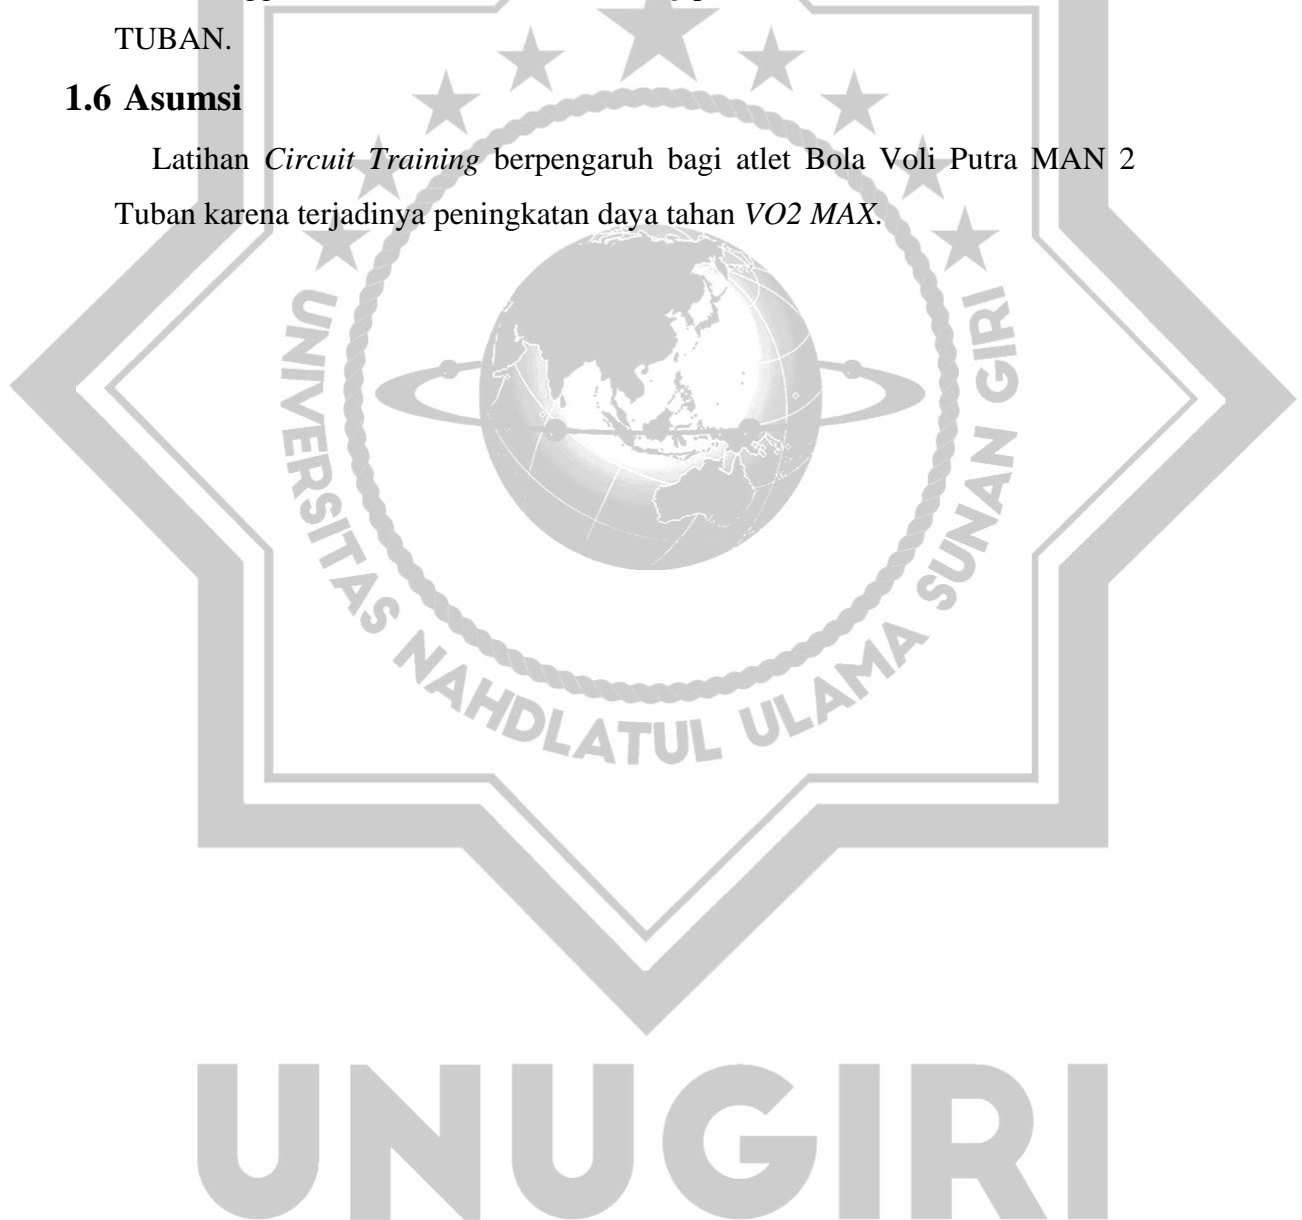 TUBAN.
1.6 Asumsi
Latihan Circuit Training berpengaruh bagi atlet Bola Voli Putra MAN 2
Tuban karena terjadinya peningkatan daya tahan VO2 MAX.
UNIVERSITAS NAHDLATUL ULAMA SUNAN GIRI
UNUGIRI